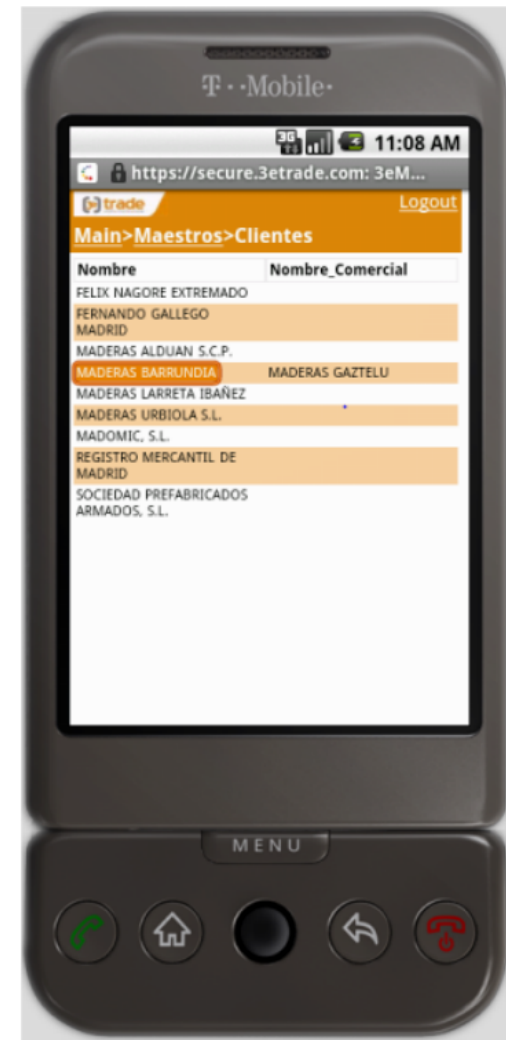 T··Mobile·
3G 11:08 AM
https://secure.3etrade.com: 3eM...
trade Logout
Main>Maestros>Clientes
Nombre Nombre_Comercial
FELIX NAGORE EXTREMADO
FERNANDO GALLEGO
MADRID
MADERAS ALDUAN S.C.P.
MADERAS BARRUNDIA MADERAS GAZTELU
MADERAS LARRETA IBAÑEZ
MADERAS URBIOLA S.L.
MADOMIC, S.L.
REGISTRO MERCANTIL DE
MADRID
SOCIEDAD PREFABRICADOS
ARMADOS, S.L.
MENU